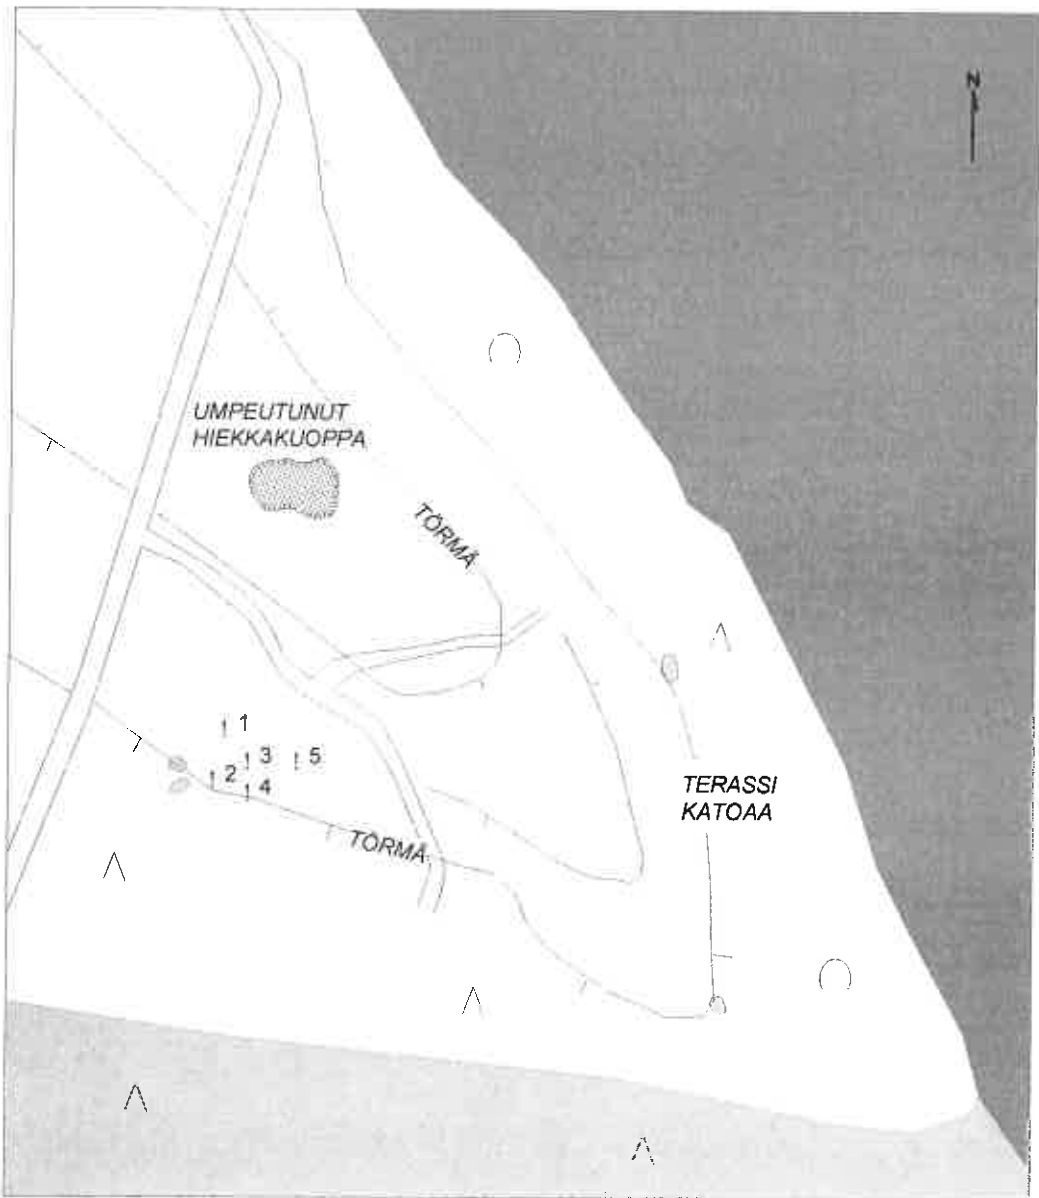 N
UMPEUTUNUT
HIEKKAKUOPPA
TÖRMÄ
1
3
5
2
4
TERASSI
KATOAA
TÖRMÄ